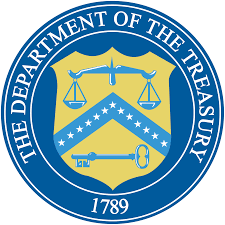 THE DEPARTMENT OF THE TREASURY
1789